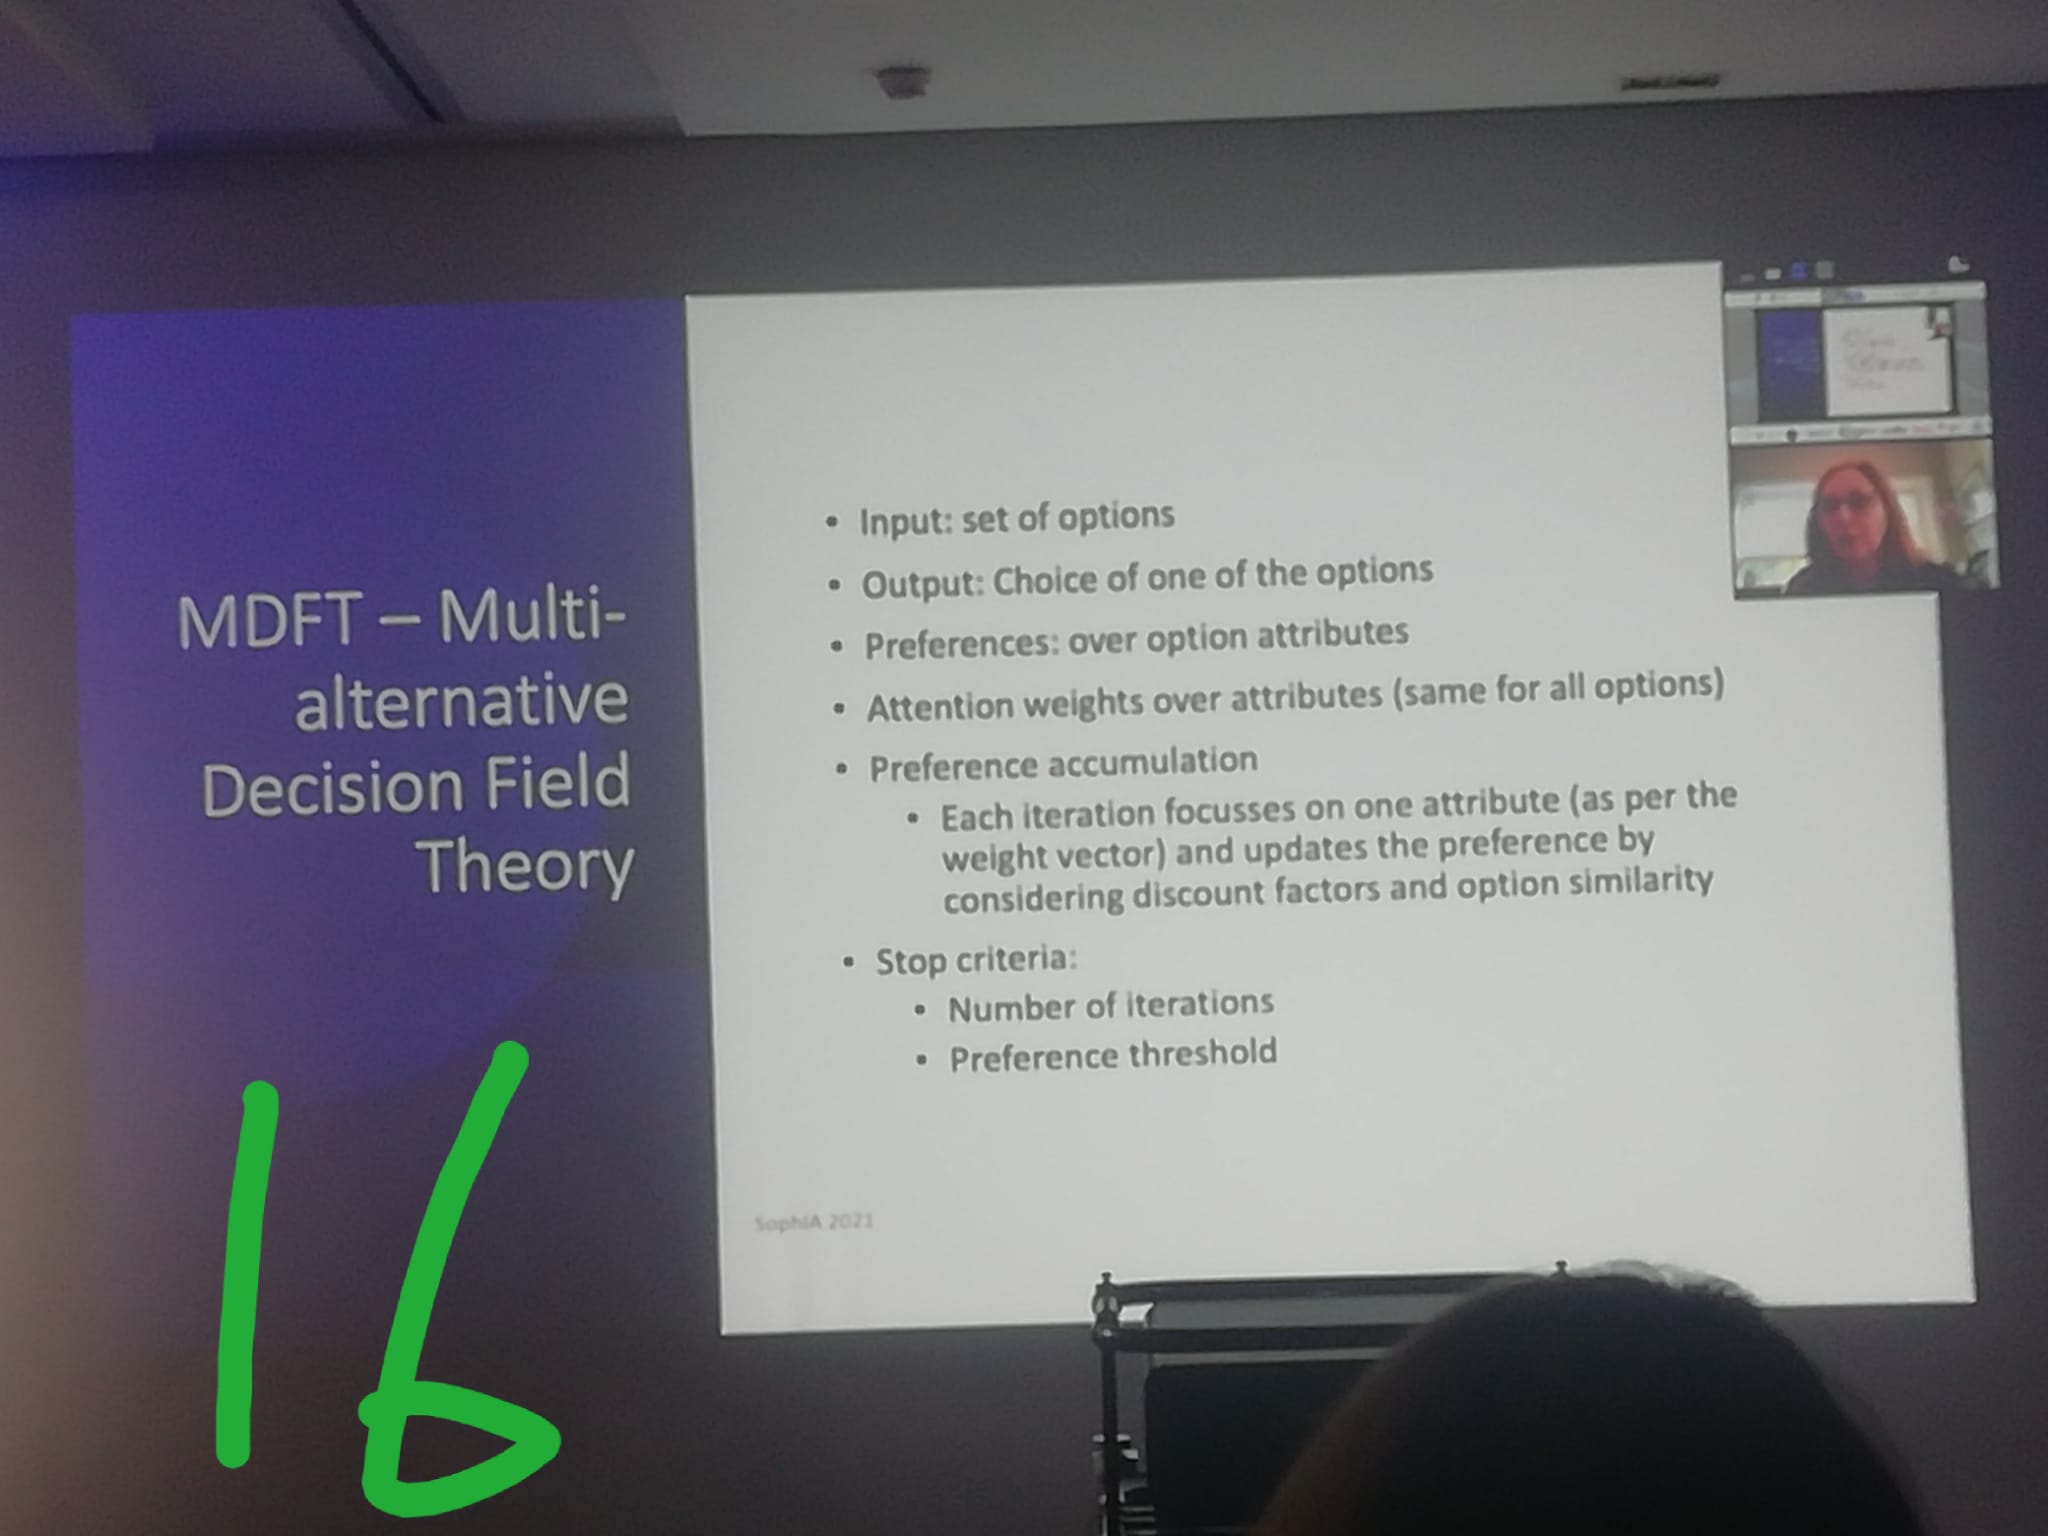 MDFT – Multi-
alternative
Decision Field
Theory
• Input: set of options
• Output: Choice of one of the options
• Preferences: over option attributes
• Attention weights over attributes (same for all options)
• Preference accumulation
• Each iteration focusses on one attribute (as per the
weight vector) and updates the preference by
considering discount factors and option similarity
• Stop criteria:
• Number of iterations
• Preference threshold
SophIA 2021
16